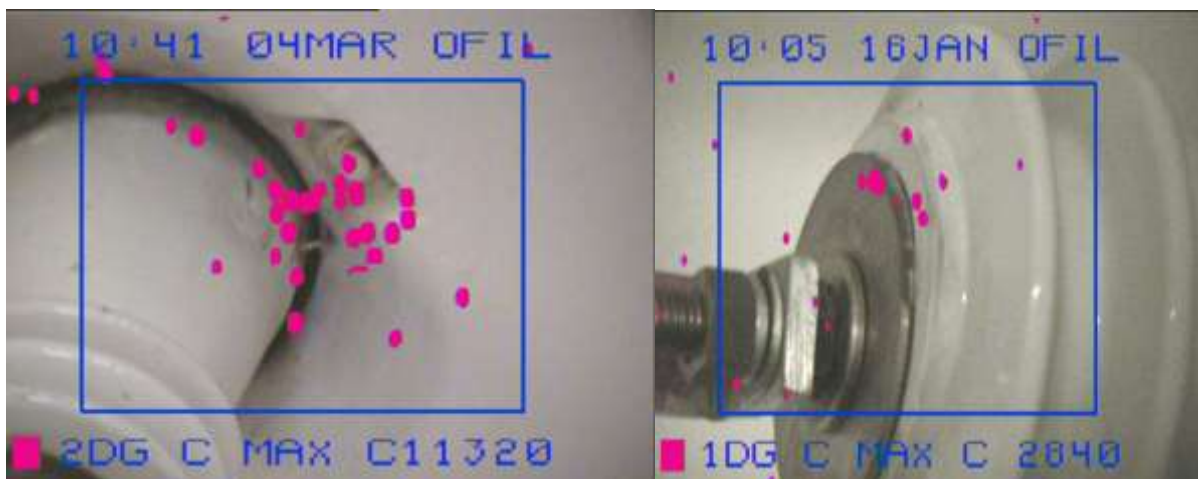 10:41 04MAR OFIL
2DG C MAX C11320
10:05 16JAN OFIL
1DG C MAX C 2840